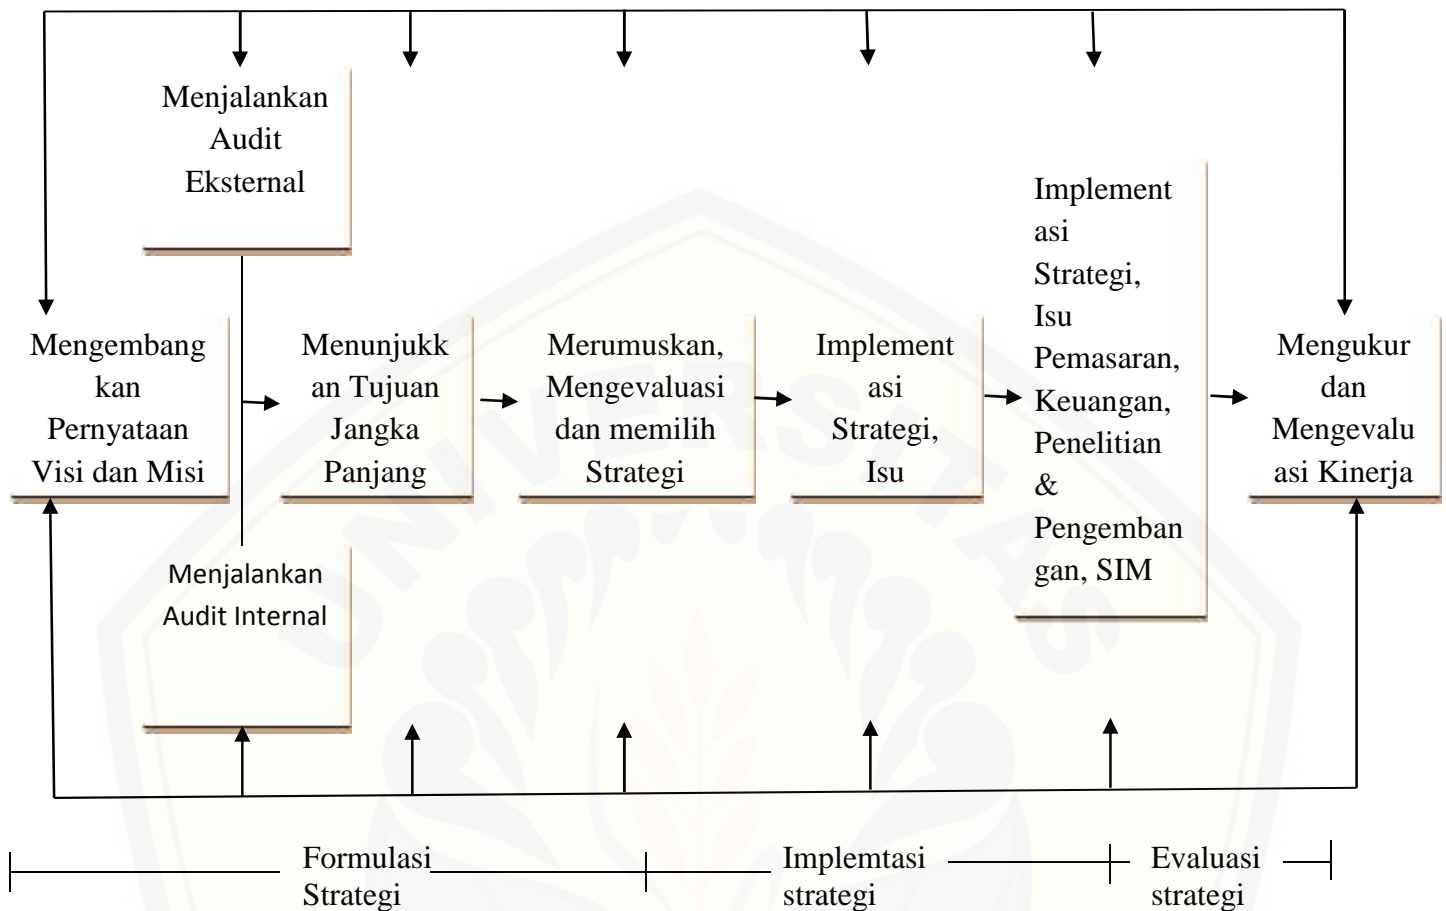 Menjalankan
Audit
Eksternal
Mengembang
kan
Pernyataan
Visi dan Misi
Menjalankan
Audit Internal
Menunjukk
an Tujuan
Jangka
Panjang
Merumuskan,
Mengevaluasi
dan memilih
Strategi
Implement
asi
Strategi,
Isu
Implement
asi
Strategi,
Isu
Pemasaran,
Keuangan,
Penelitian
&
Pengemban
gan, SIM
Mengukur
dan
Mengevalu
asi Kinerja
Formulasi
Strategi
Implemtasi
strategi
Evaluasi
strategi
UNIVERSITAS